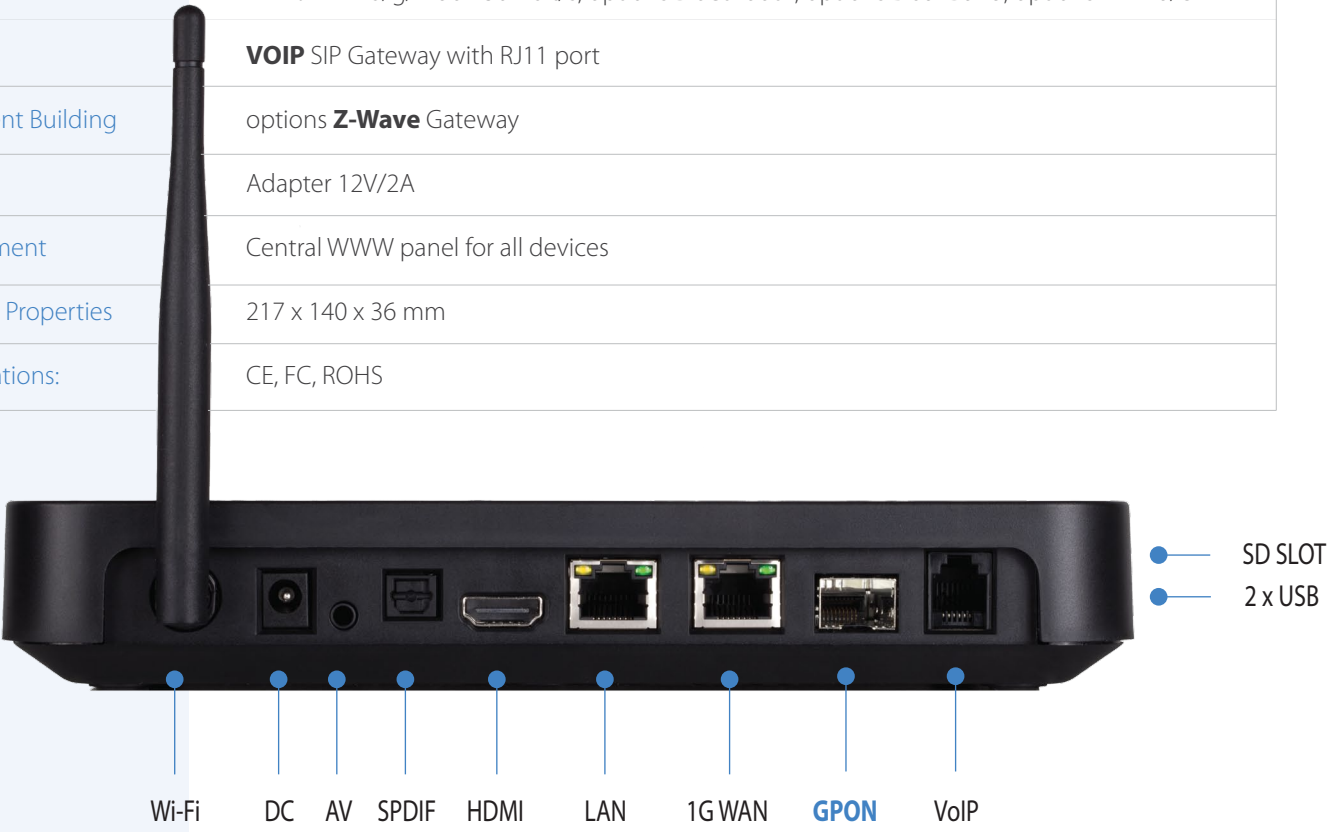 VOIP SIP Gateway with RJ11 port
nt Building options Z-Wave Gateway
Adapter 12V/2A
ment Central WWW panel for all devices
Properties 217 x 140 x 36 mm
ations: CE, FC, ROHS
SD SLOT
2 x USB
Wi-Fi DC AV SPDIF HDMI LAN 1G WAN GPON VoIP